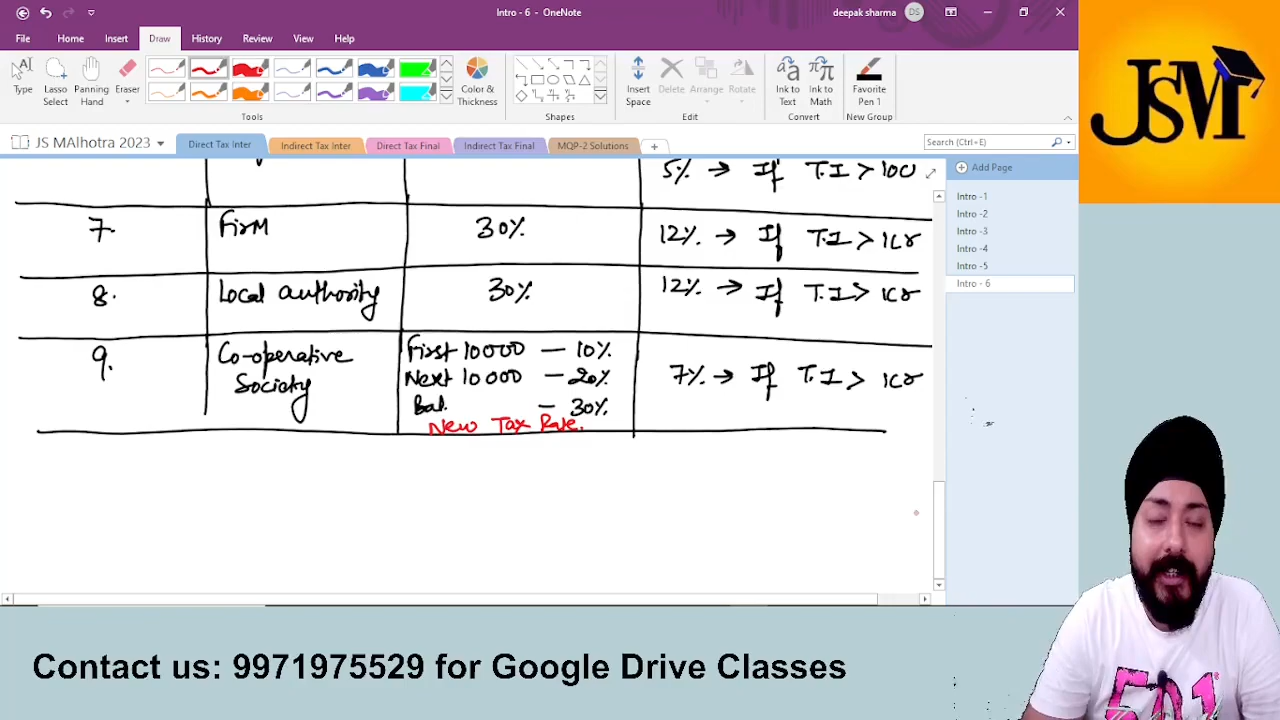 Intro - 6 - OneNote
deepak sharma
DS
File Home Insert Draw History Review View Help
Type
Lasso Select
Panning Hand
Eraser
Color & Thickness
Insert Space
Delete
Arrange
Rotate
Ink to Text
Ink to Math
Favorite Pen 1
Tools
Shapes
Edit
Convert
New Group
JS MAlhotra 2023
Direct Tax Inter
Indirect Tax Inter
Direct Tax Final
Indirect Tax Final
MQP-2 Solutions
Search (Ctrl+E)
Add Page
Intro -1
Intro -2
Intro -3
Intro -4
Intro -5
Intro - 6
5% → If T.I > 100
7. Firm 30% 12% → If T.I > 1cr
8. Local authority 30% 12% → If T.I > 1cr
9. Co-operative Society
First 10000 — 10%
Next 10000 — 20%
Bal. — 30%
New Tax Rate.
7% → If T.I > 1cr
JSM
Contact us: 9971975529 for Google Drive Classes
501